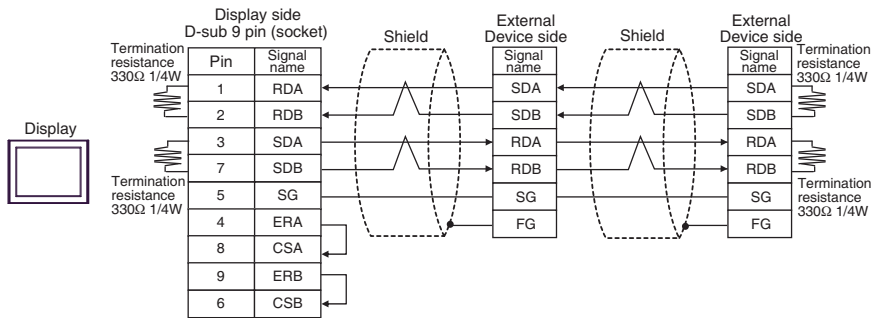 Display side
D-sub 9 pin (socket)
Shield
External
Device side
Shield
External
Device side
Termination
resistance
330Ω 1/4W
Pin
Signal
name
Signal
name
Signal
name
Termination
resistance
330Ω 1/4W
1
RDA
SDA
SDA
2
RDB
SDB
SDB
Display
3
SDA
RDA
RDA
7
SDB
RDB
RDB
Termination
resistance
330Ω 1/4W
5
SG
SG
SG
Termination
resistance
330Ω 1/4W
4
ERA
FG
FG
8
CSA
9
ERB
6
CSB